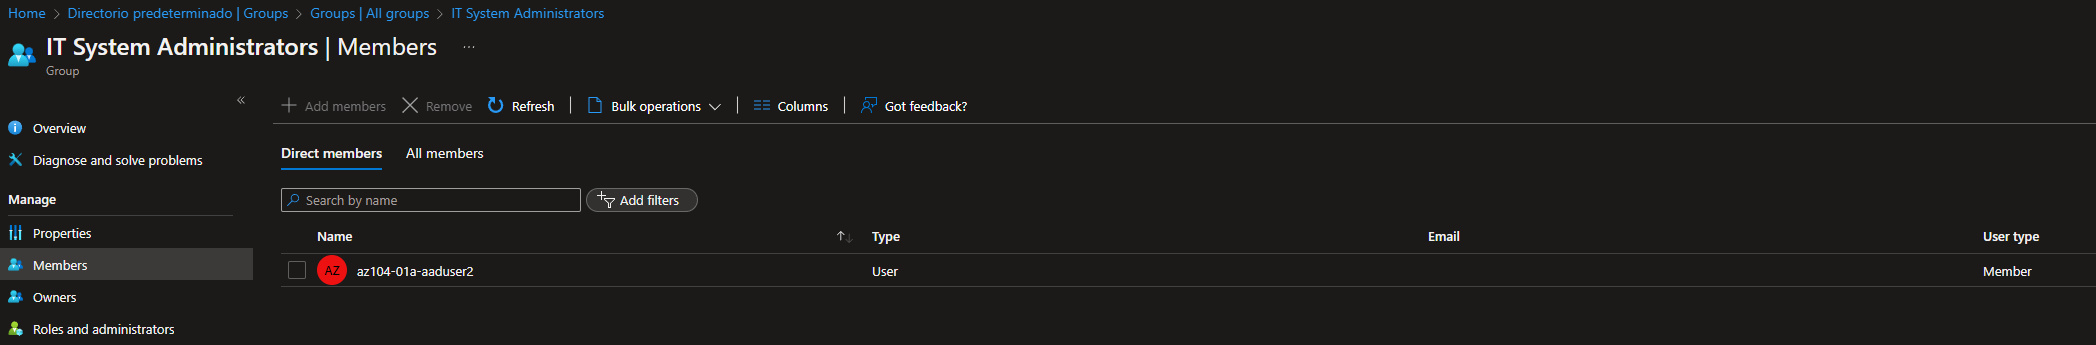 Home > Directorio predeterminado | Groups > Groups | All groups > IT System Administrators
IT System Administrators | Members ...
Group
«
Add members Remove Refresh Bulk operations Columns Got feedback?
Overview
Diagnose and solve problems
Manage
Properties
Members
Owners
Roles and administrators
Direct members All members
Search by name Add filters
Name Type Email User type
AZ az104-01a-aaduser2 User Member